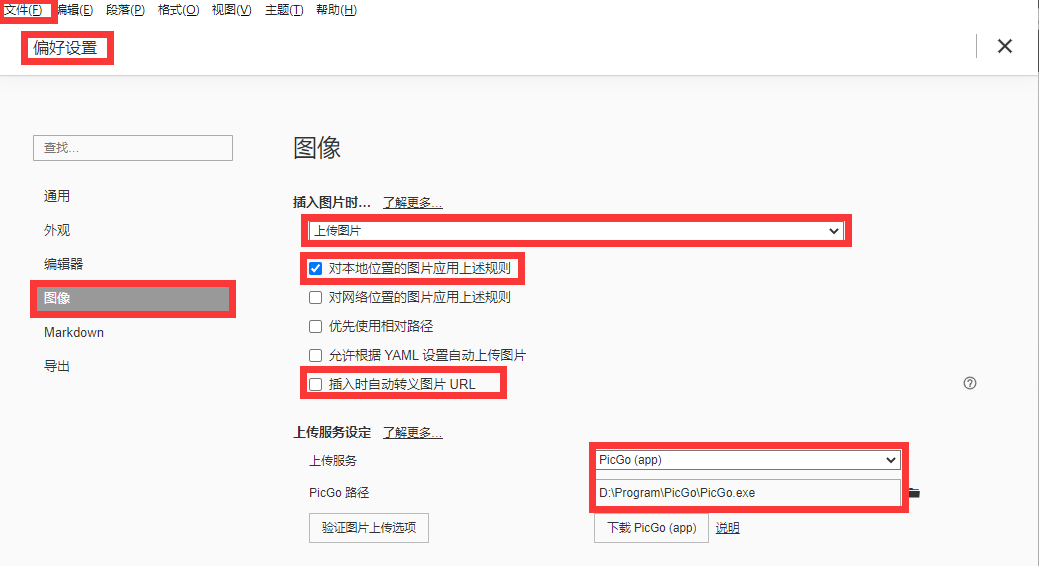 文件(F) 编辑(E) 段落(P) 格式(O) 视图(V) 主题(T) 帮助(H)
偏好设置
查找...
通用
外观
编辑器
图像
Markdown
导出
图像
插入图片时... 了解更多...
上传图片
对本地位置的图片应用上述规则
对网络位置的图片应用上述规则
优先使用相对路径
允许根据 YAML 设置自动上传图片
插入时自动转义图片 URL
上传服务设定 了解更多...
上传服务 PicGo (app)
PicGo 路径 D:\Program\PicGo\PicGo.exe
验证图片上传选项 下载 PicGo (app) 说明